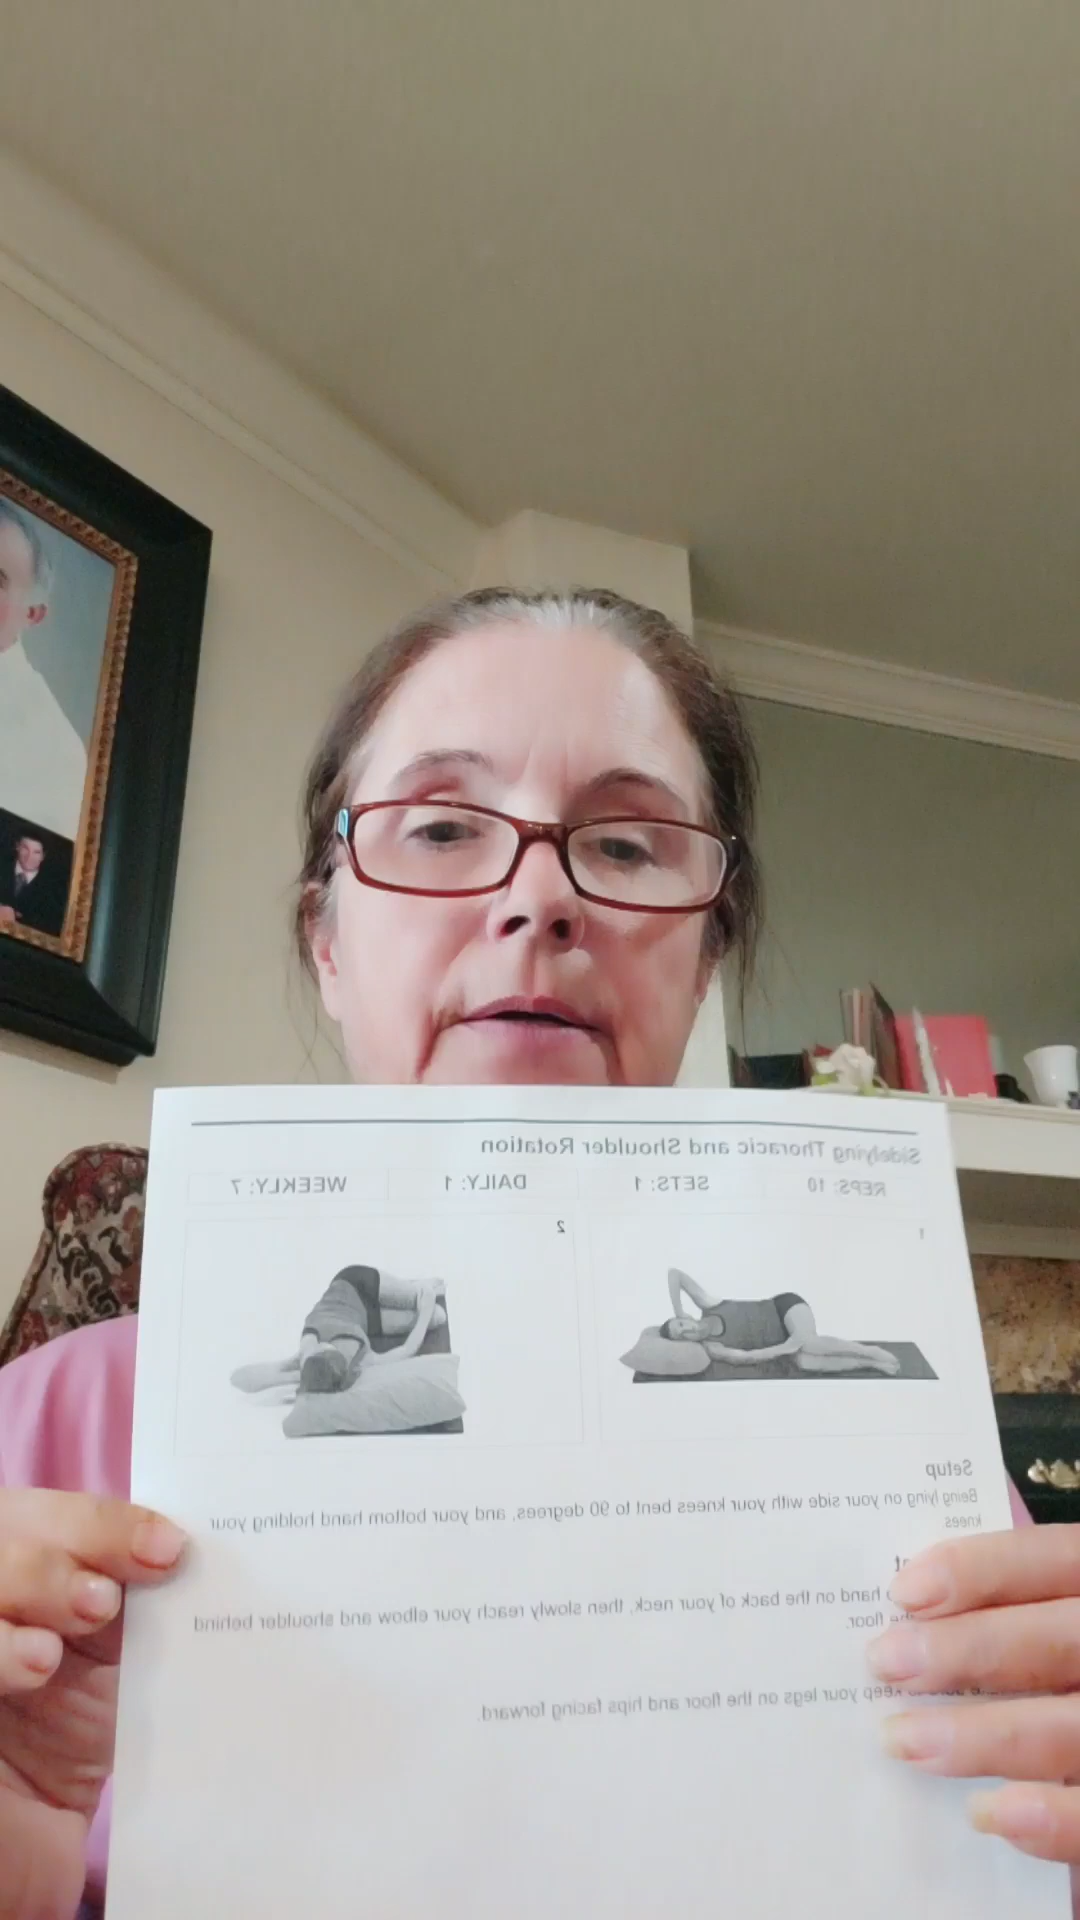 Sidelying Thoracic and Shoulder Rotation
REPS: 10 SETS: 1 DAILY: 1 WEEKLY: 7
1 2
Setup
Being lying on your side with your knees bent to 90 degrees, and your bottom hand holding your
knees
hand on the back of your neck, then slowly reach your elbow and shoulder behind
floor.
keep your legs on the floor and hips facing forward.